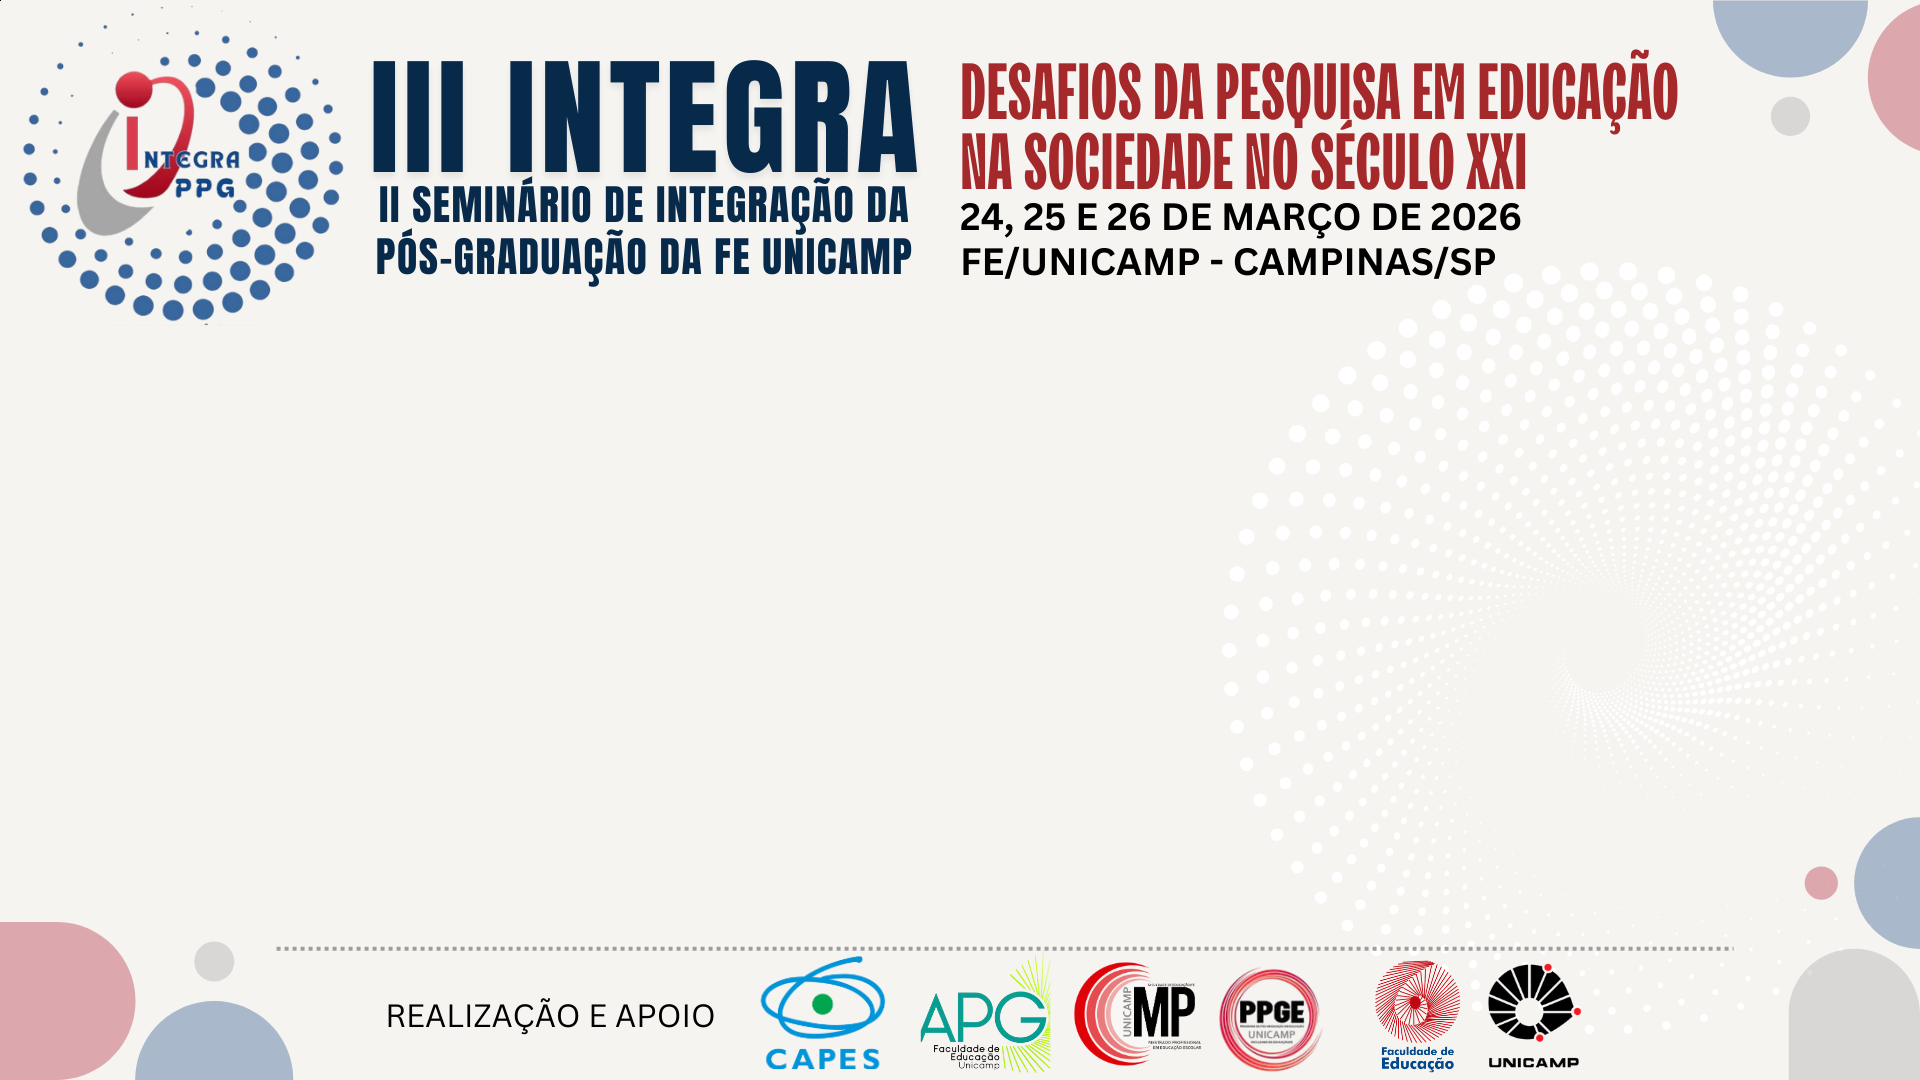 iNTEGRA
PPG
III INTEGRA
II SEMINÁRIO DE INTEGRAÇÃO DA
PÓS-GRADUAÇÃO DA FE UNICAMP
DESAFIOS DA PESQUISA EM EDUCAÇÃO
NA SOCIEDADE NO SÉCULO XXI
24, 25 E 26 DE MARÇO DE 2026
FE/UNICAMP - CAMPINAS/SP
REALIZAÇÃO E APOIO
CAPES
APG
Faculdade de
Educação
Unicamp
UNICAMP
MP
PPGE
UNICAMP
Faculdade de
Educação
UNICAMP